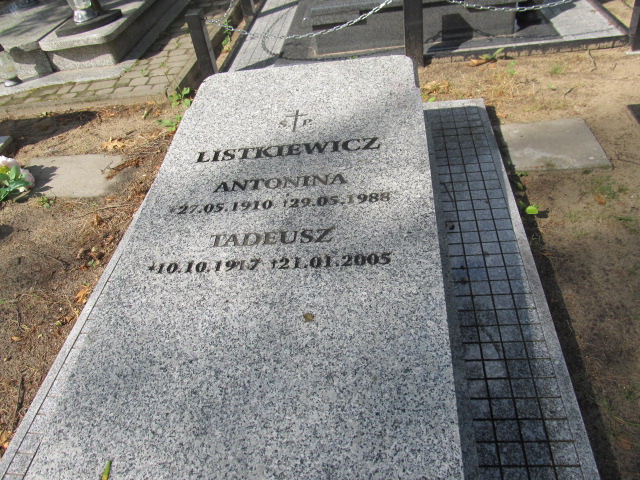 Ś P
LISTKIEWICZ
ANTONINA
*27.05.1910 †29.05.1988
TADEUSZ
*10.10.1917 †21.01.2005